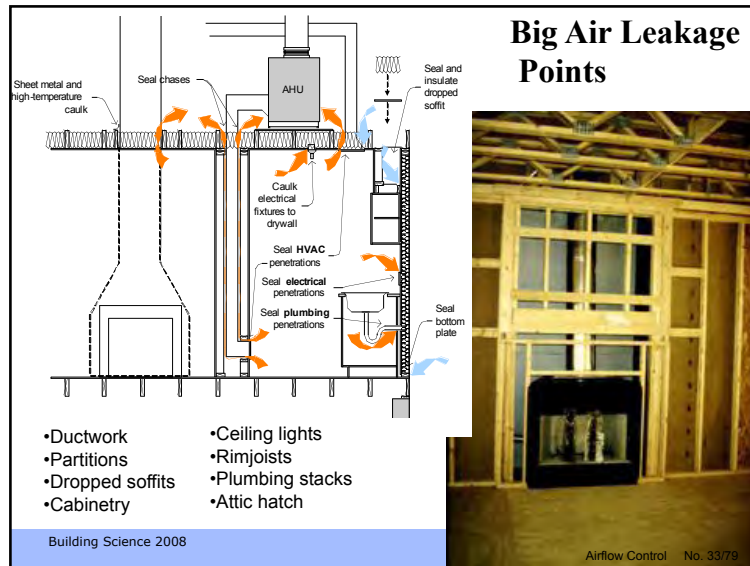 Big Air Leakage
Points
Sheet metal and
high-temperature
caulk
Seal chases
AHU
Seal and
insulate
dropped
soffit
Caulk
electrical
fixtures to
drywall
Seal HVAC
penetrations
Seal electrical
penetrations
Seal plumbing
penetrations
Seal
bottom
plate
•Ductwork
•Partitions
•Dropped soffits
•Cabinetry
•Ceiling lights
•Rimjoists
•Plumbing stacks
•Attic hatch
Building Science 2008
Airflow Control No. 33/79